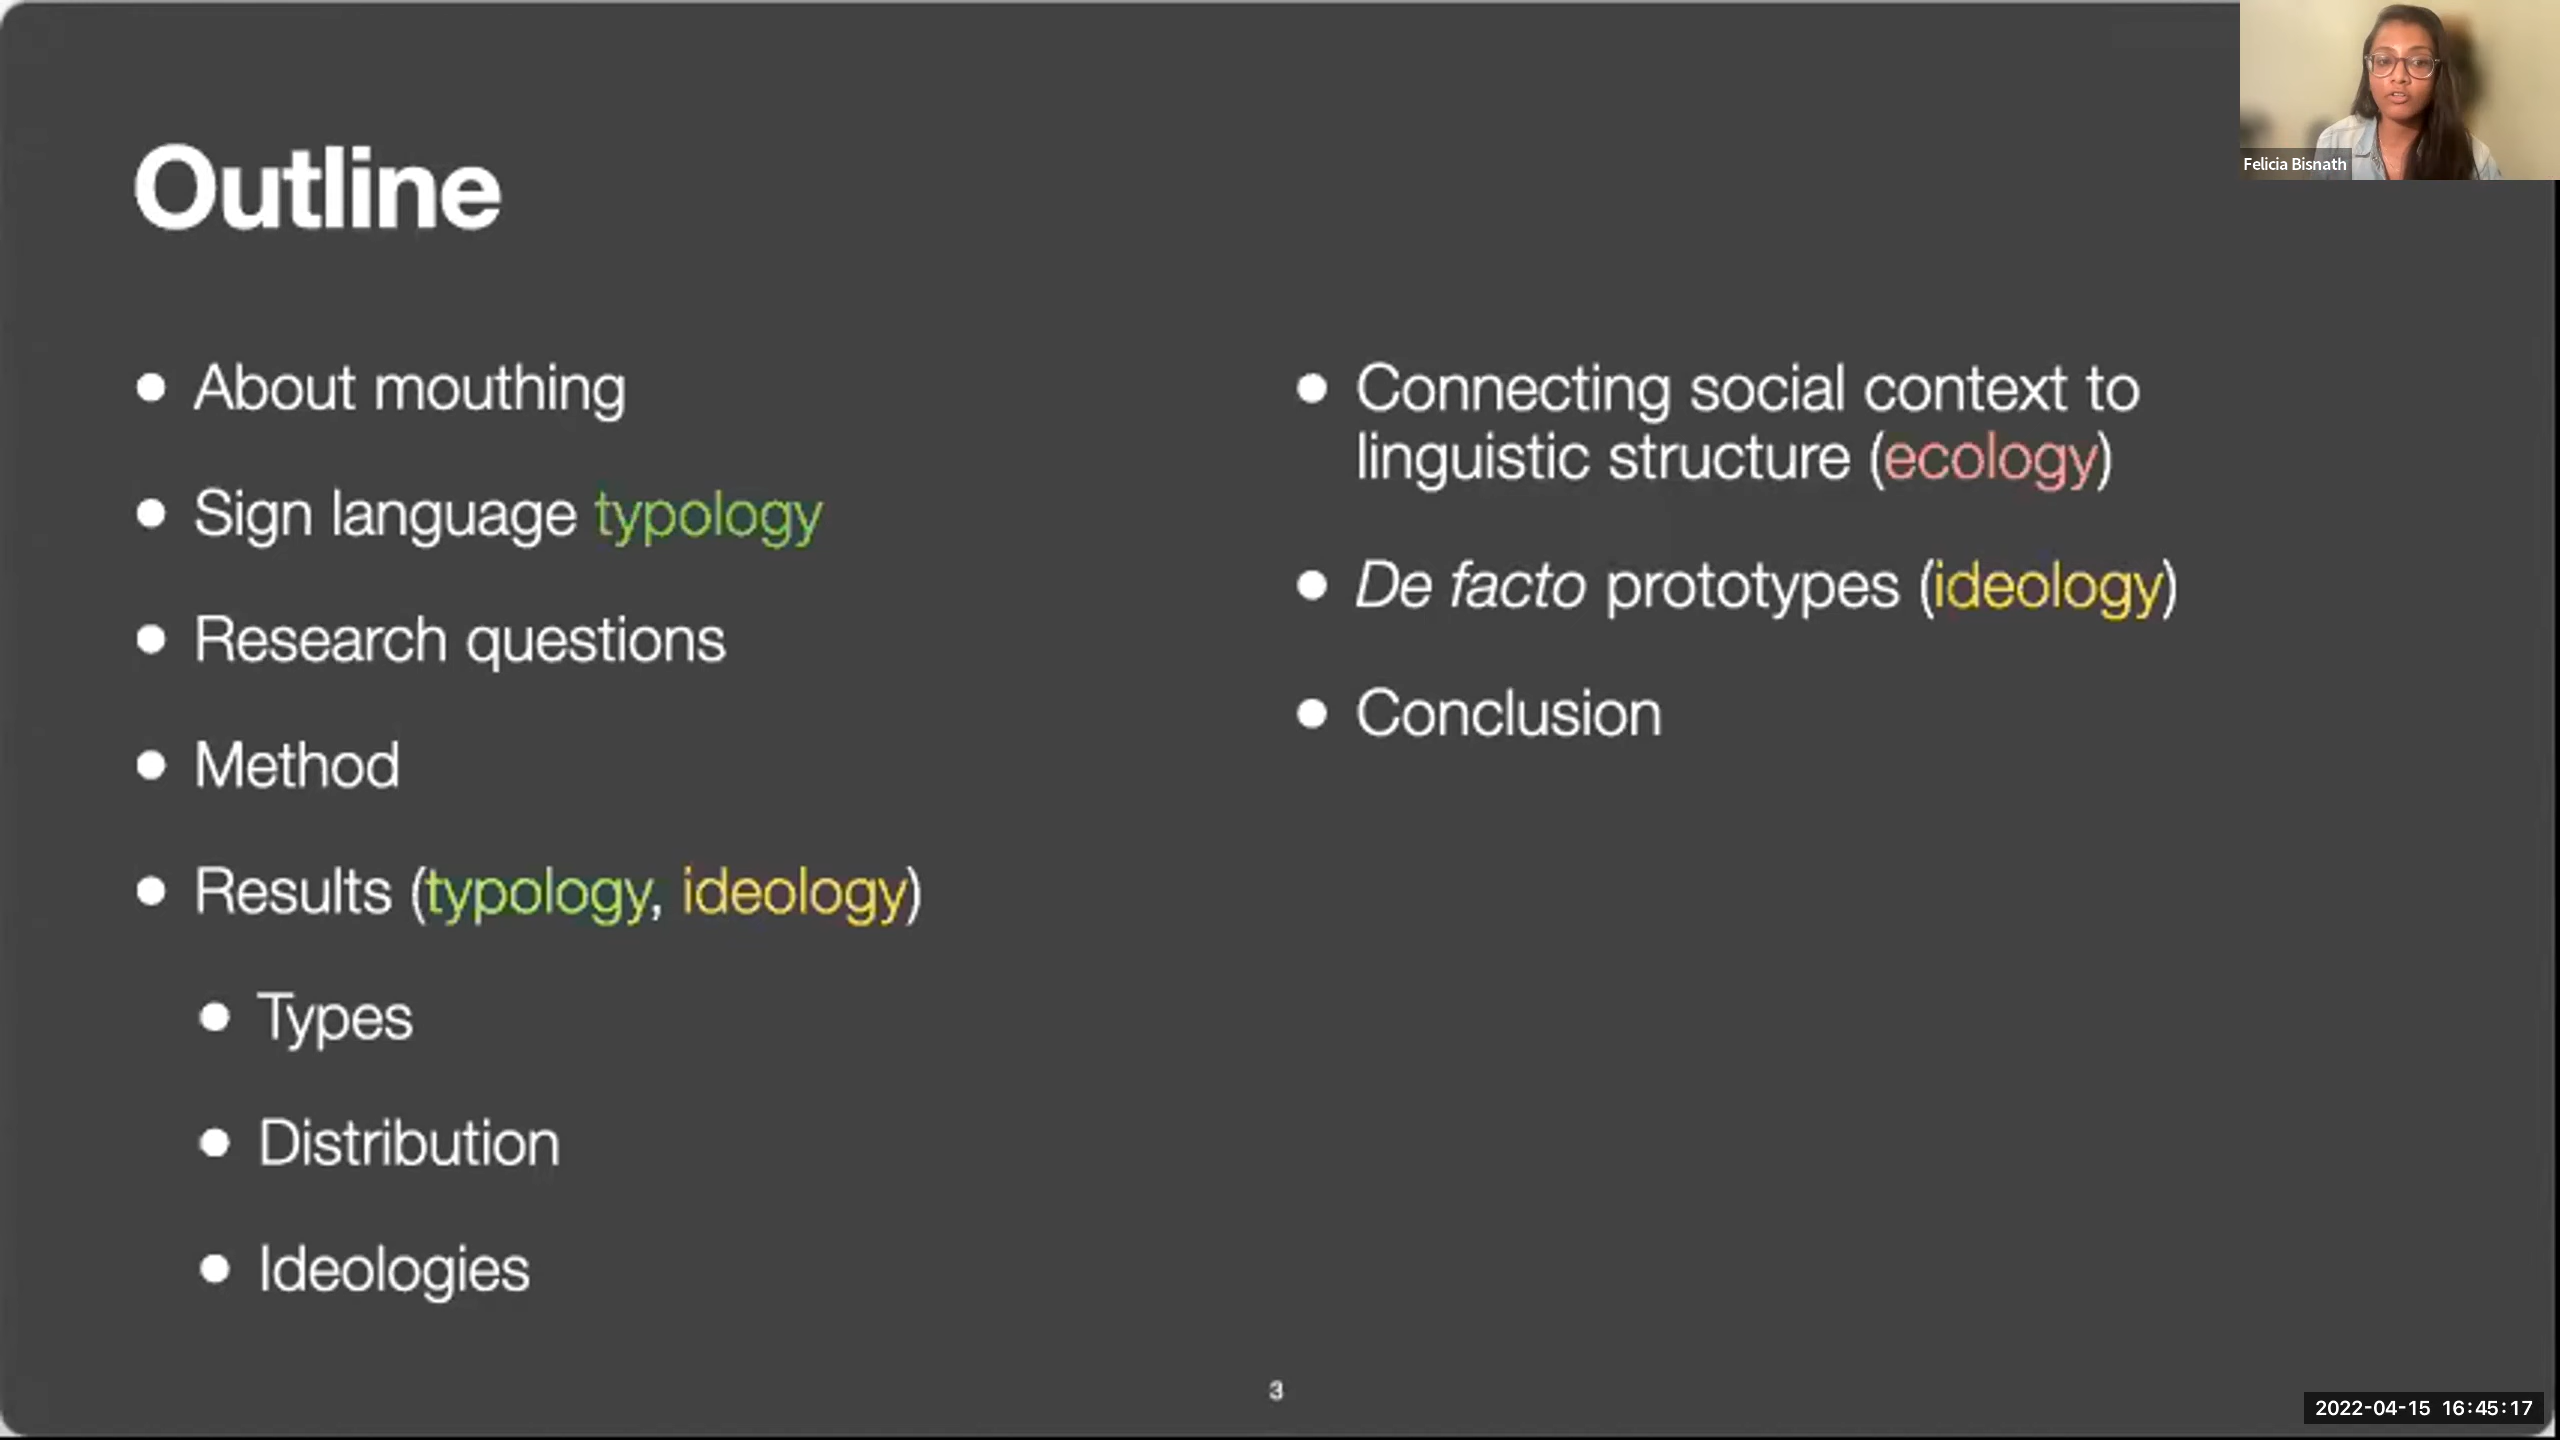 Outline
• About mouthing
• Sign language typology
• Research questions
• Method
• Results (typology, ideology)
• Types
• Distribution
• Ideologies
• Connecting social context to
linguistic structure (ecology)
• De facto prototypes (ideology)
• Conclusion
3
Felicia Bisnath
2022-04-15 16:45:17